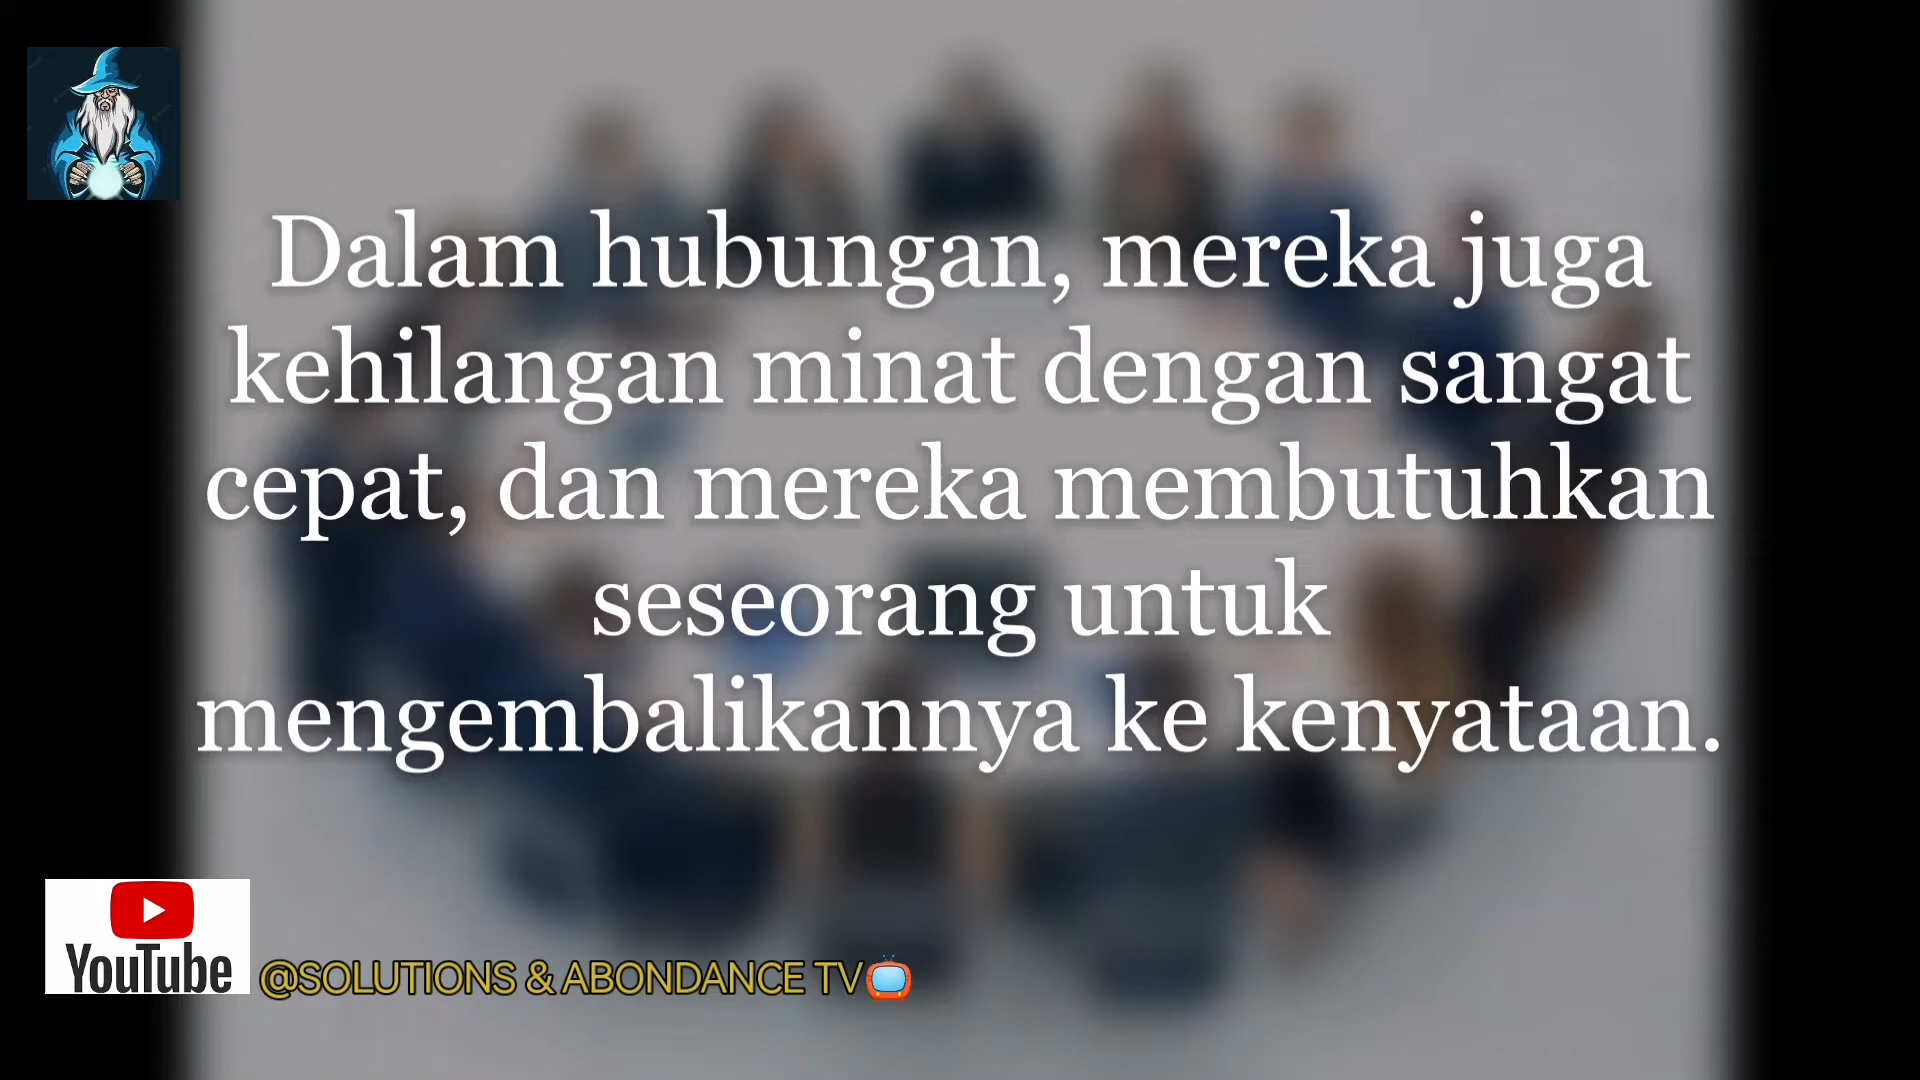 Dalam hubungan, mereka juga
kehilangan minat dengan sangat
cepat, dan mereka membutuhkan
seseorang untuk
mengembalikannya ke kenyataan.
YouTube
@SOLUTIONS & ABONDANCE TV